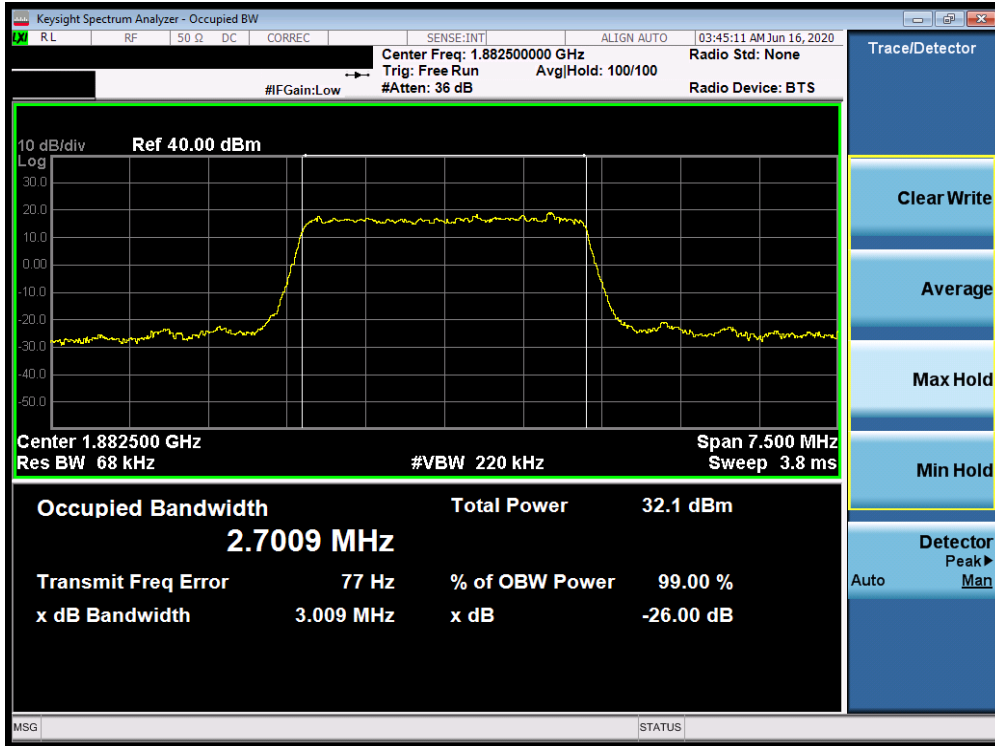 Keysight Spectrum Analyzer - Occupied BW
LXI RL RF 50 Ω DC CORREC SENSE:INT ALIGN AUTO 03:45:11 AM Jun 16, 2020
Center Freq: 1.882500000 GHz Radio Std: None
Trig: Free Run Avg|Hold: 100/100
#IFGain:Low #Atten: 36 dB Radio Device: BTS
10 dB/div Ref 40.00 dBm
Log
30.0
20.0
10.0
0.00
-10.0
-20.0
-30.0
-40.0
-50.0
Center 1.882500 GHz Span 7.500 MHz
Res BW 68 kHz #VBW 220 kHz Sweep 3.8 ms
Occupied Bandwidth Total Power 32.1 dBm
2.7009 MHz
Transmit Freq Error 77 Hz % of OBW Power 99.00 %
x dB Bandwidth 3.009 MHz x dB -26.00 dB
MSG STATUS
Trace/Detector
Clear Write
Average
Max Hold
Min Hold
Detector
Peak▶
Auto Man